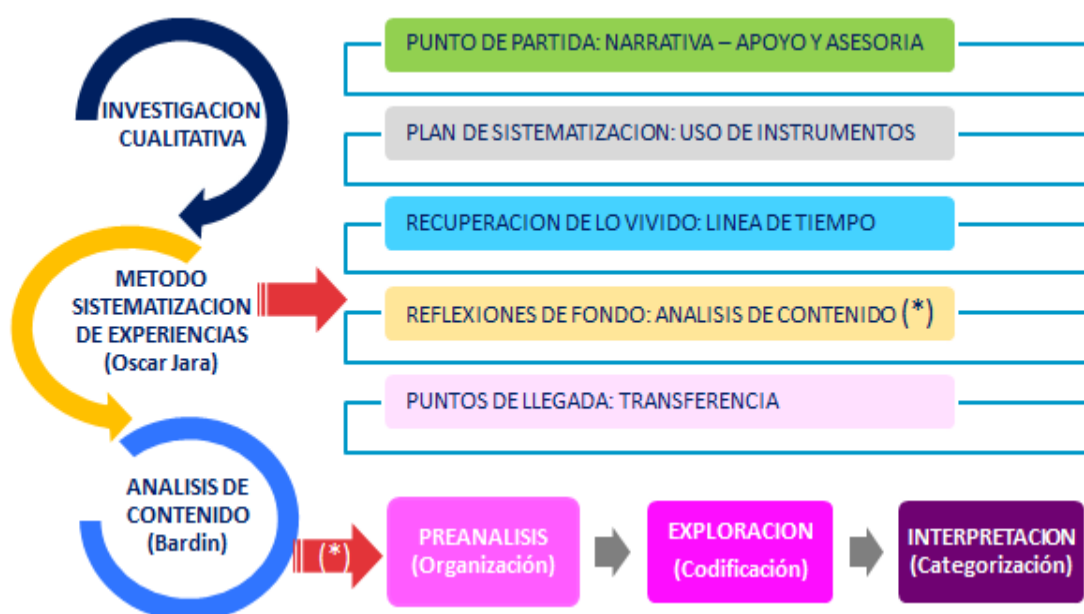 INVESTIGACION
CUALITATIVA
METODO
SISTEMATIZACION
DE EXPERIENCIAS
(Oscar Jara)
PUNTO DE PARTIDA: NARRATIVA – APOYO Y ASESORIA
PLAN DE SISTEMATIZACION: USO DE INSTRUMENTOS
RECUPERACION DE LO VIVIDO: LINEA DE TIEMPO
REFLEXIONES DE FONDO: ANALISIS DE CONTENIDO (*)
PUNTOS DE LLEGADA: TRANSFERENCIA
ANALISIS DE
CONTENIDO
(Bardin)
(*)
PREANALISIS
(Organización)
EXPLORACION
(Codificación)
INTERPRETACION
(Categorización)